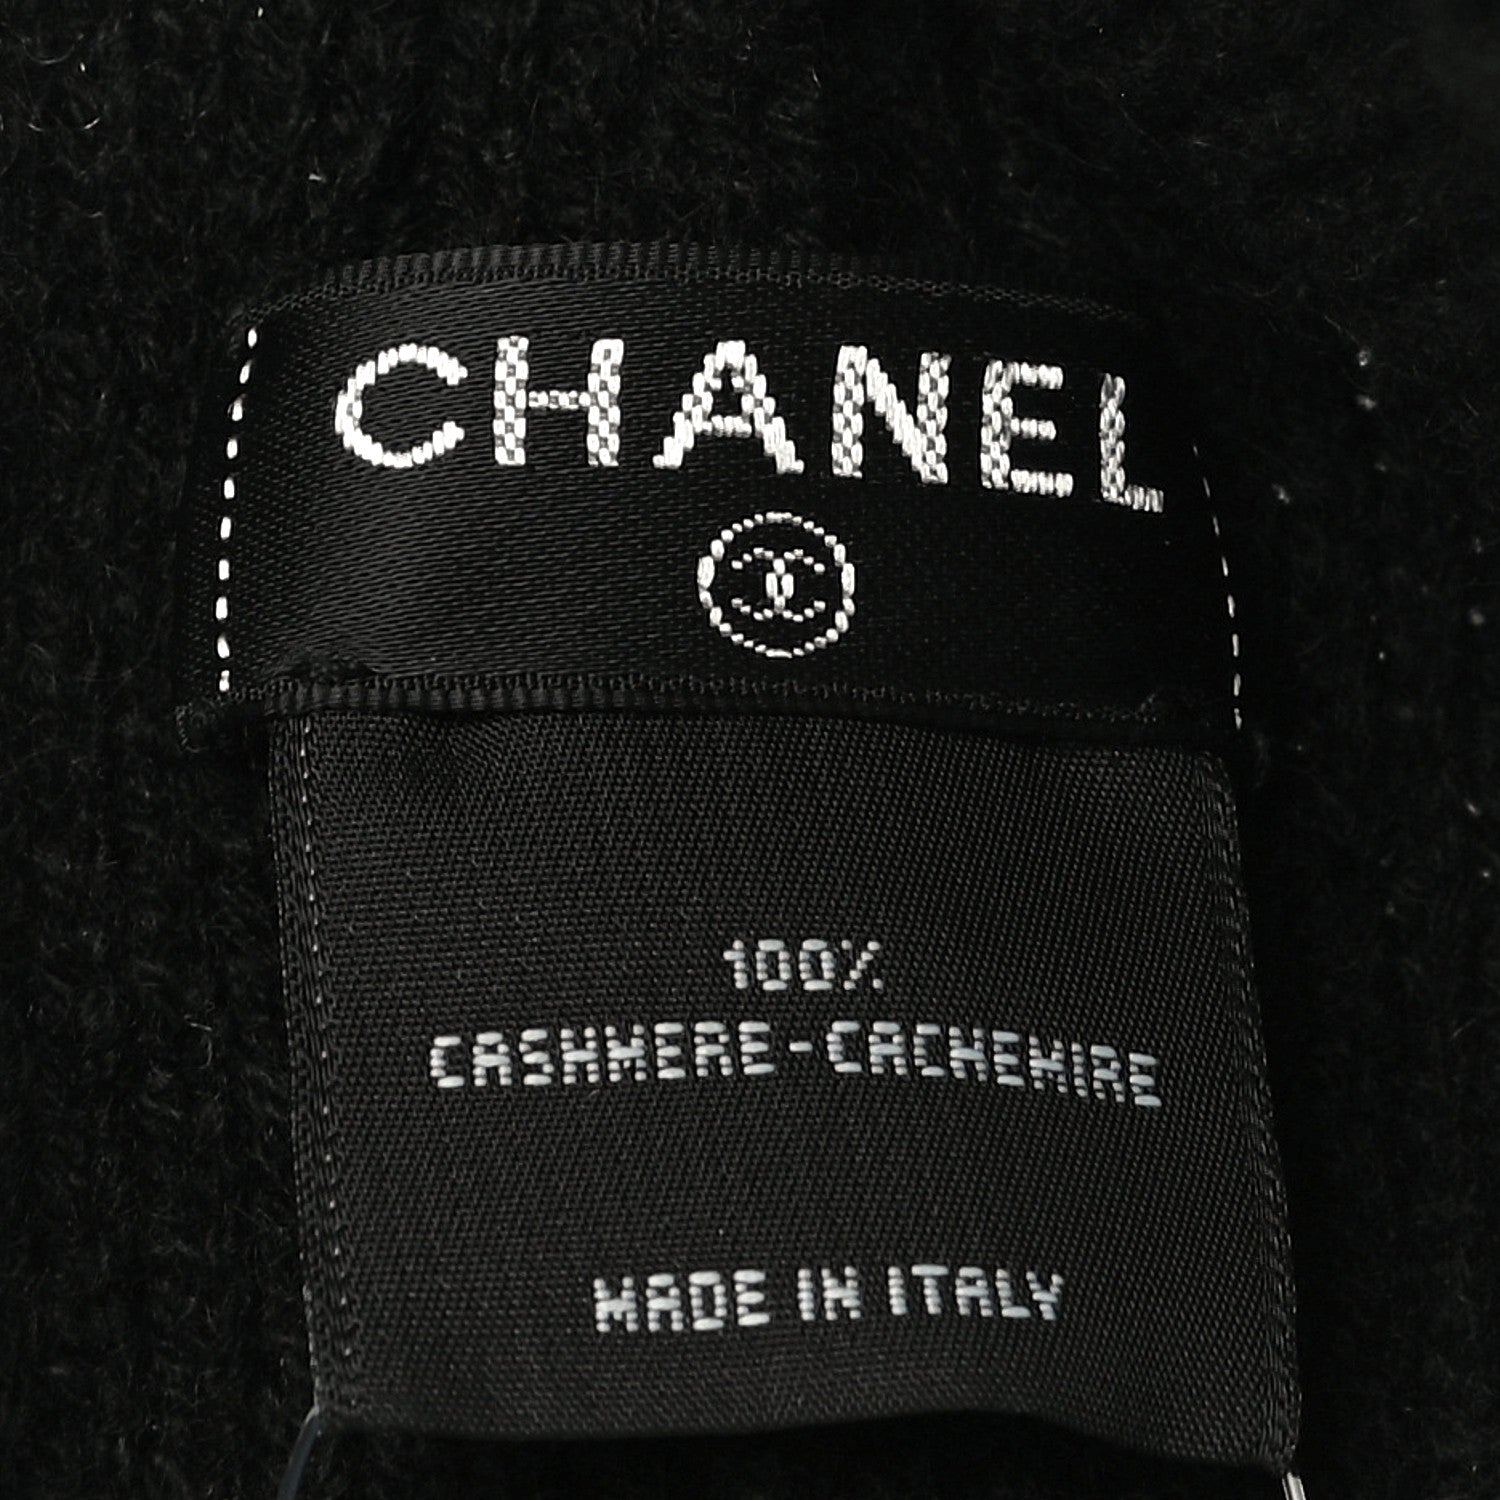 CHANEL
100%
CASHMERE-CACHEMIRE
MADE IN ITALY